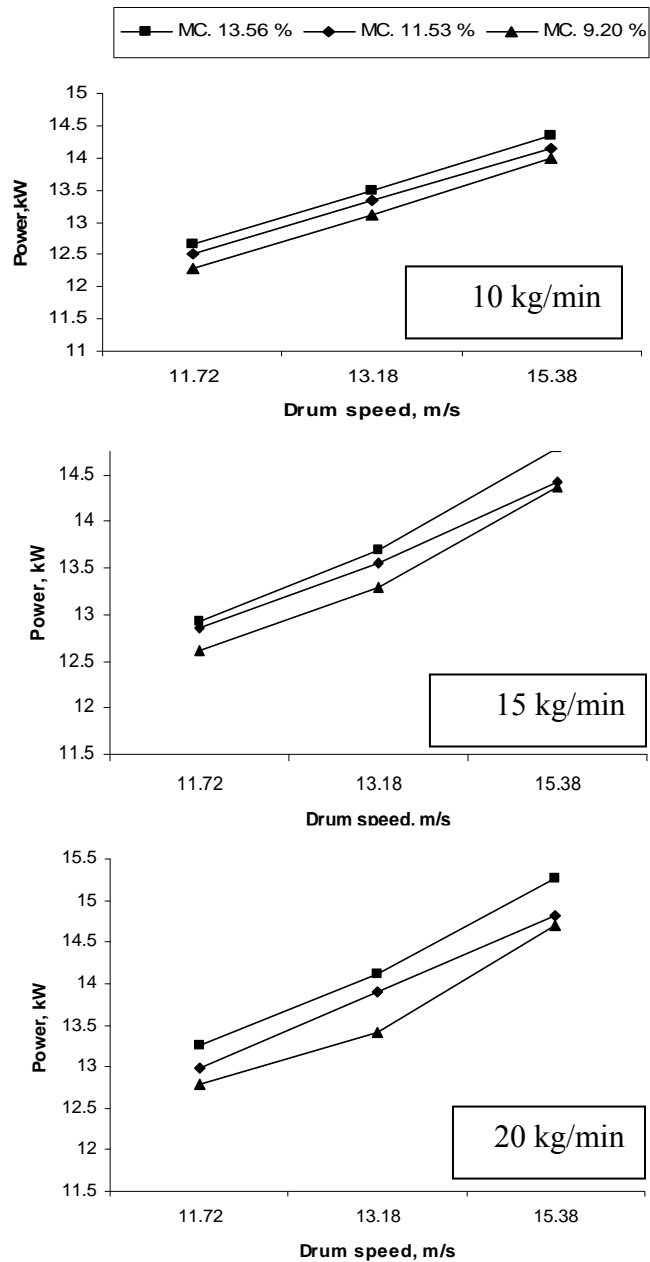 MC. 13.56 % MC. 11.53 % MC. 9.20 %
15
14.5
14
13.5
13
12.5
12
11.5
11
Power,kW
10 kg/min
11.72 13.18 15.38
Drum speed, m/s
14.5
14
13.5
13
12.5
12
11.5
Power, kW
15 kg/min
11.72 13.18 15.38
Drum speed. m/s
15.5
15
14.5
14
13.5
13
12.5
12
11.5
Power, kW
20 kg/min
11.72 13.18 15.38
Drum speed, m/s